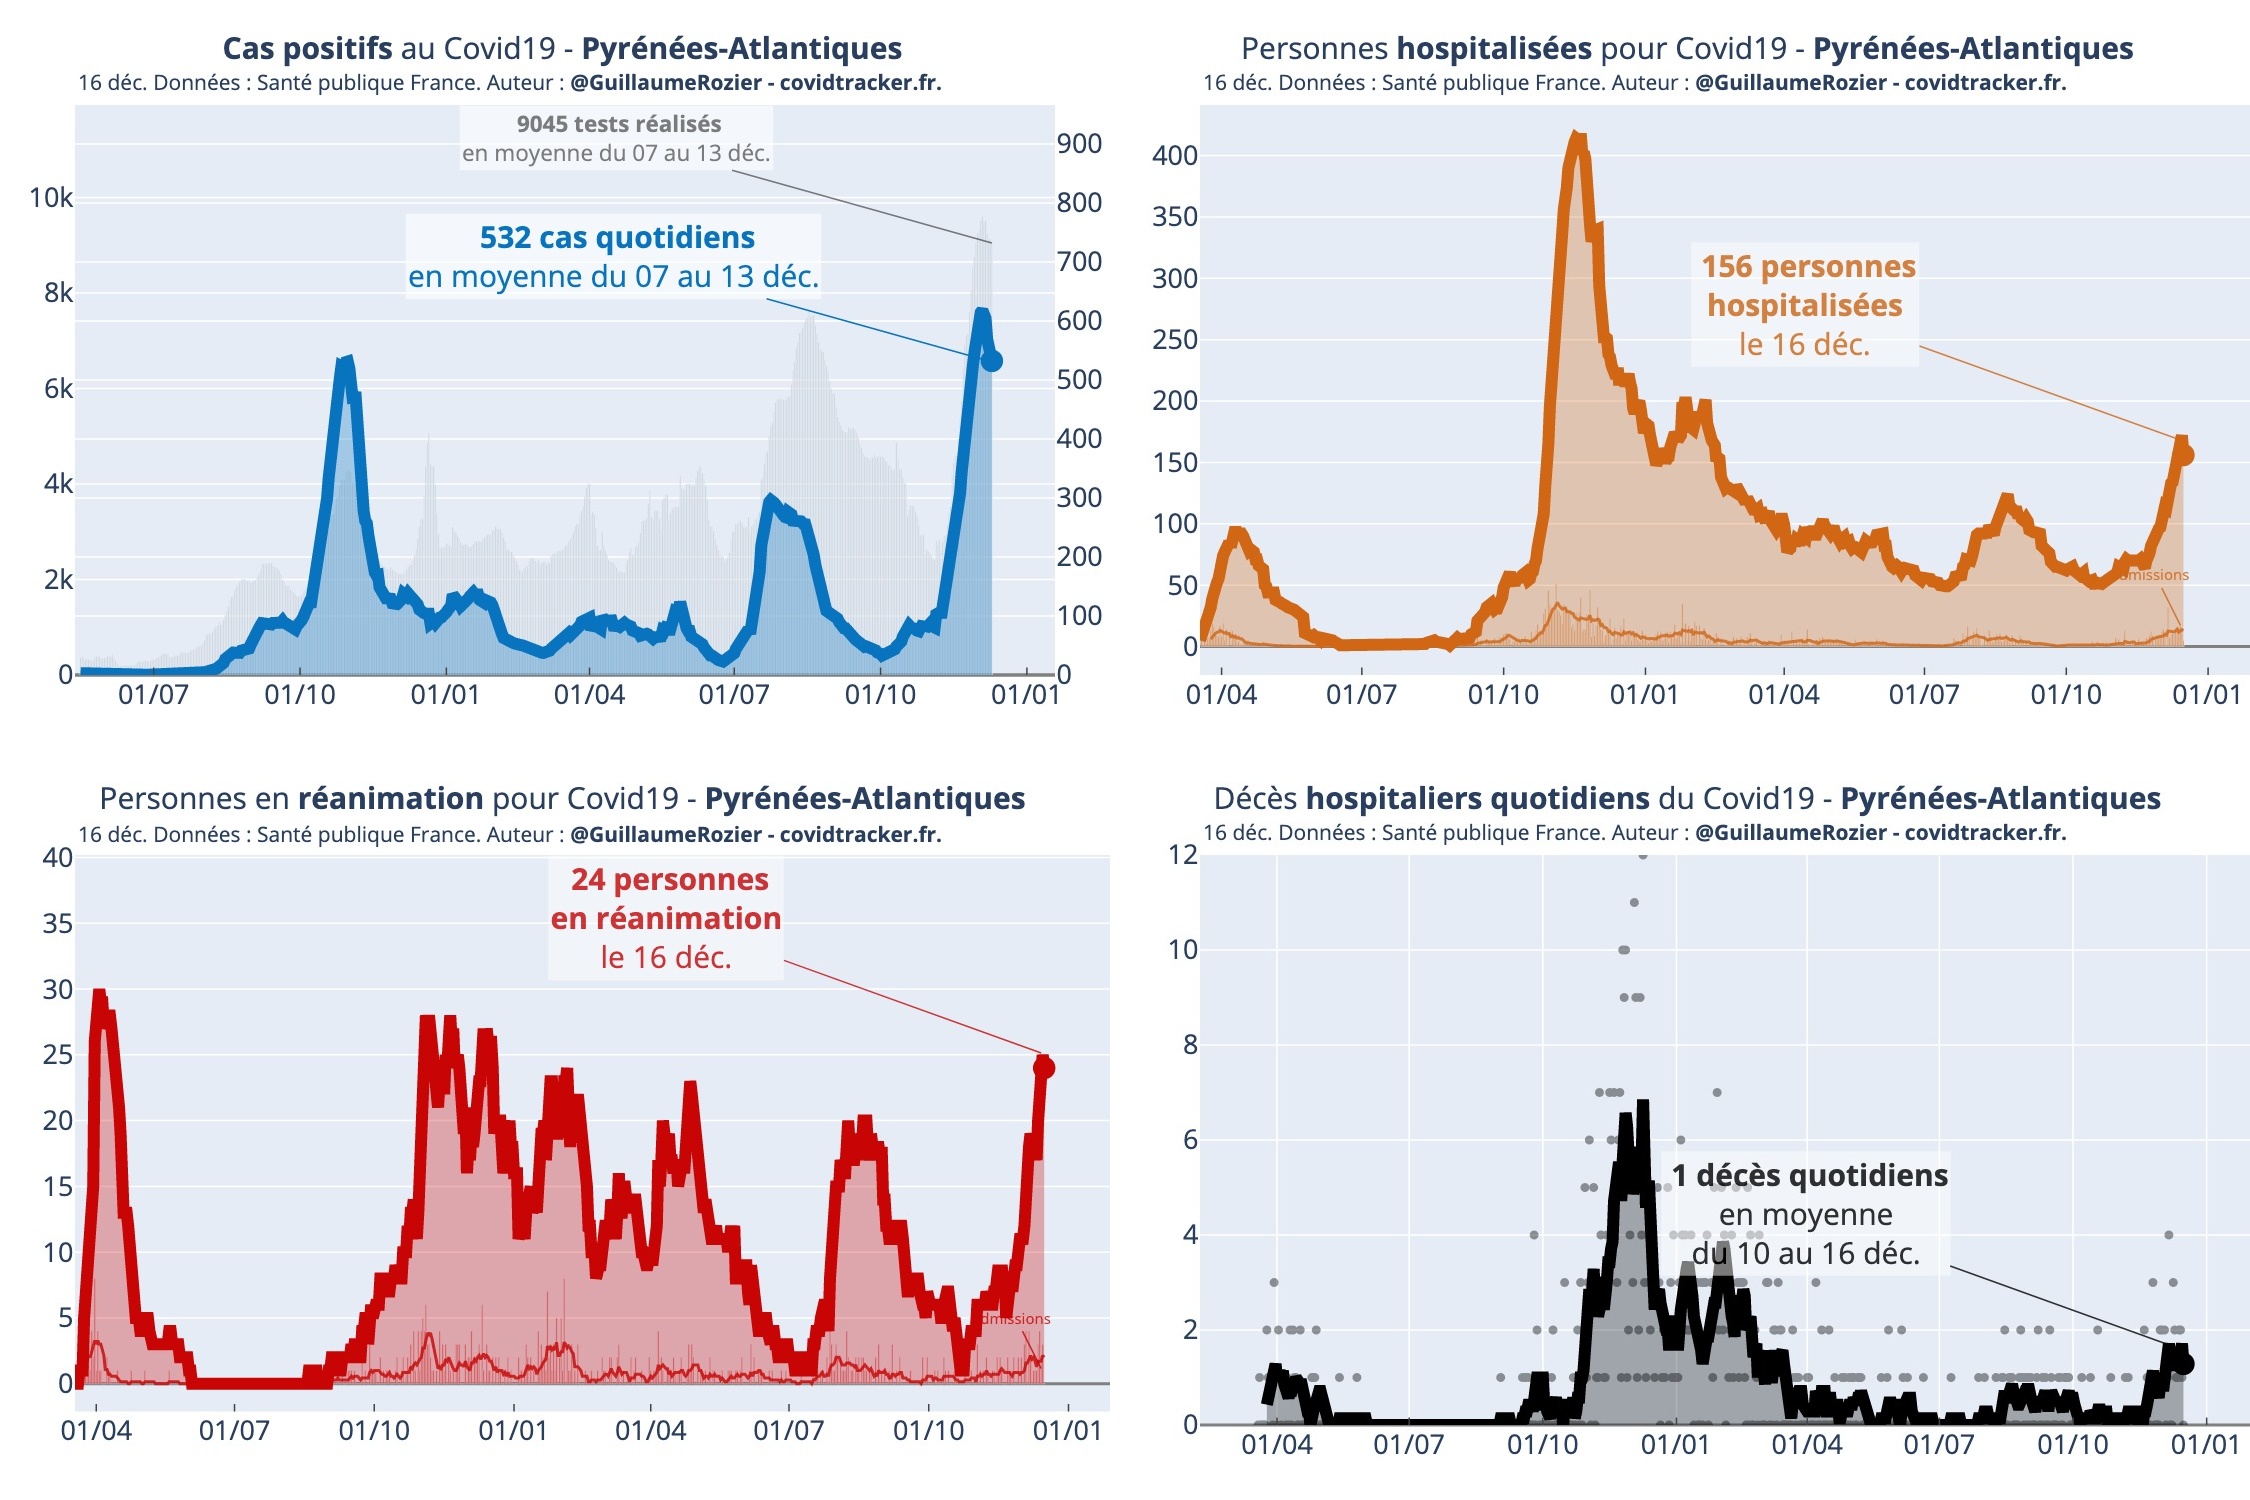 Cas positifs au Covid19 - Pyrénées-Atlantiques
16 déc. Données : Santé publique France. Auteur : @GuillaumeRozier - covidtracker.fr.
9045 tests réalisés
en moyenne du 07 au 13 déc.
532 cas quotidiens
en moyenne du 07 au 13 déc.
10k
8k
6k
4k
2k
0
900
800
700
600
500
400
300
200
100
0
01/07 01/10 01/01 01/04 01/07 01/10 01/01
Personnes hospitalisées pour Covid19 - Pyrénées-Atlantiques
16 déc. Données : Santé publique France. Auteur : @GuillaumeRozier - covidtracker.fr.
400
350
300
250
200
150
100
50
0
156 personnes
hospitalisées
le 16 déc.
dmissions
01/04 01/07 01/10 01/01 01/04 01/07 01/10 01/01
Personnes en réanimation pour Covid19 - Pyrénées-Atlantiques
16 déc. Données : Santé publique France. Auteur : @GuillaumeRozier - covidtracker.fr.
40
35
30
25
20
15
10
5
0
24 personnes
en réanimation
le 16 déc.
dmissions
01/04 01/07 01/10 01/01 01/04 01/07 01/10 01/01
Décès hospitaliers quotidiens du Covid19 - Pyrénées-Atlantiques
16 déc. Données : Santé publique France. Auteur : @GuillaumeRozier - covidtracker.fr.
12
10
8
6
4
2
0
1 décès quotidiens
en moyenne
du 10 au 16 déc.
01/04 01/07 01/10 01/01 01/04 01/07 01/10 01/01